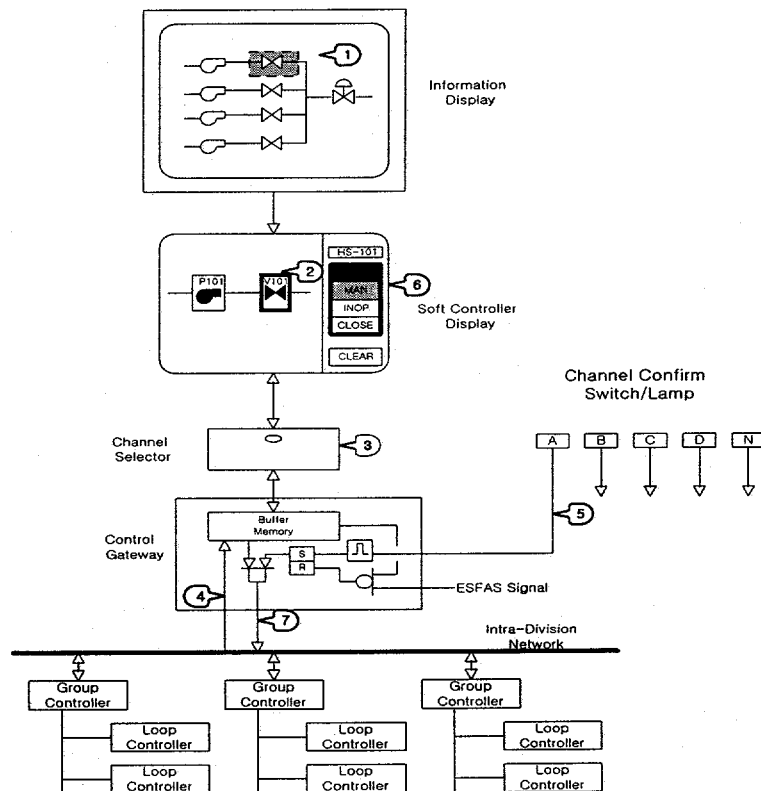 1
Information
Display
HS-101
P101
V101
2
MAN
INOP
CLOSE
CLEAR
6
Soft Controller
Display
Channel Confirm
Switch/Lamp
A
B
C
D
N
Channel
Selector
3
Control
Gateway
Buffer
Memory
S
R
5
ESFAS Signal
4
7
Intra-Division
Network
Group
Controller
Group
Controller
Group
Controller
Loop
Controller
Loop
Controller
Loop
Controller
Loop
Controller
Loop
Controller
Loop
Controller